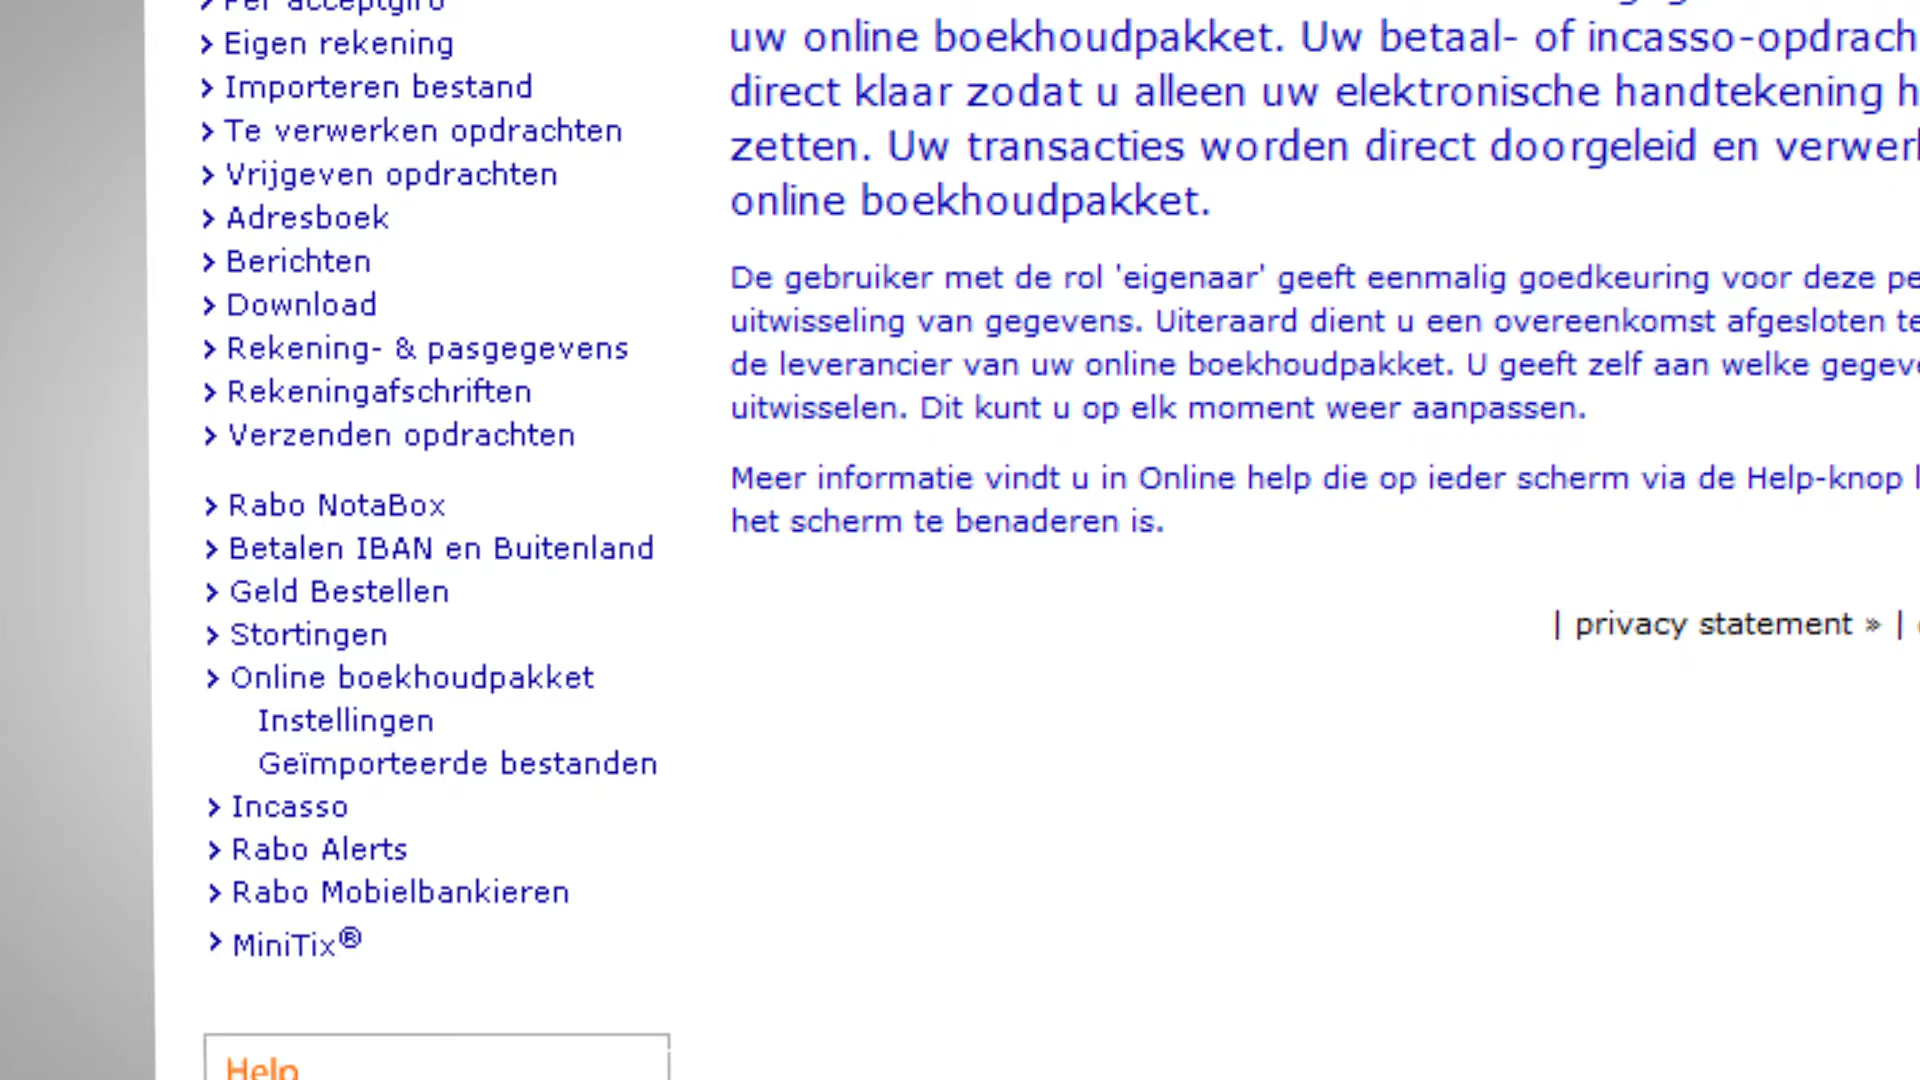 Per acceptgiro
> Eigen rekening
> Importeren bestand
> Te verwerken opdrachten
> Vrijgeven opdrachten
> Adresboek
> Berichten
> Download
> Rekening- & pasgegevens
> Rekeningafschriften
> Verzenden opdrachten
> Rabo NotaBox
> Betalen IBAN en Buitenland
> Geld Bestellen
> Stortingen
> Online boekhoudpakket
Instellingen
Geïmporteerde bestanden
> Incasso
> Rabo Alerts
> Rabo Mobielbankieren
> MiniTix®
Help
uw online boekhoudpakket. Uw betaal- of incasso-opdrach
direct klaar zodat u alleen uw elektronische handtekening h
zetten. Uw transacties worden direct doorgeleid en verwerk
online boekhoudpakket.
De gebruiker met de rol 'eigenaar' geeft eenmalig goedkeuring voor deze pe
uitwisseling van gegevens. Uiteraard dient u een overeenkomst afgesloten te
de leverancier van uw online boekhoudpakket. U geeft zelf aan welke gegeve
uitwisselen. Dit kunt u op elk moment weer aanpassen.
Meer informatie vindt u in Online help die op ieder scherm via de Help-knop l
het scherm te benaderen is.
| privacy statement » |